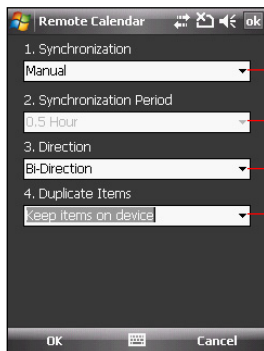 Remote Calendar ok
1. Synchronization
Manual
2. Synchronization Period
0.5 Hour
3. Direction
Bi-Direction
4. Duplicate Items
Keep items on device
OK Cancel